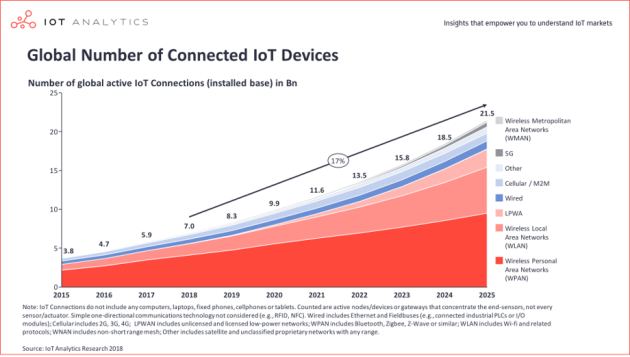 IOT ANALYTICS
Insights that empower you to understand IoT markets
Global Number of Connected IoT Devices
Number of global active IoT Connections (installed base) in Bn
25
20
15
10
5
0
3.8
4.7
5.9
7.0
8.3
9.9
11.6
13.5
15.8
18.5
21.5
17%
2015
2016
2017
2018
2019
2020
2021
2022
2023
2024
2025
Wireless Metropolitan
Area Networks
(WMAN)
5G
Other
Cellular / M2M
Wired
LPWA
Wireless Local
Area Networks
(WLAN)
Wireless Personal
Area Networks
(WPAN)
Note: IoT Connections do not include any computers, laptops, fixed phones, cellphones or tablets. Counted are active nodes/devices or gateways that concentrate the end-sensors, not every
sensor/actuator. Simple one-directional communications technology not considered (e.g., RFID, NFC). Wired includes Ethernet and Fieldbuses (e.g., connected industrial PLCs or I/O
modules); Cellular includes 2G, 3G, 4G; LPWAN includes unlicensed and licensed low-power networks; WPAN includes Bluetooth, Zigbee, Z-Wave or similar; WLAN includes Wi-fi and related
protocols; WNAN includes non-short range mesh; Other includes satellite and unclassified proprietary networks with any range.
Source: IoT Analytics Research 2018